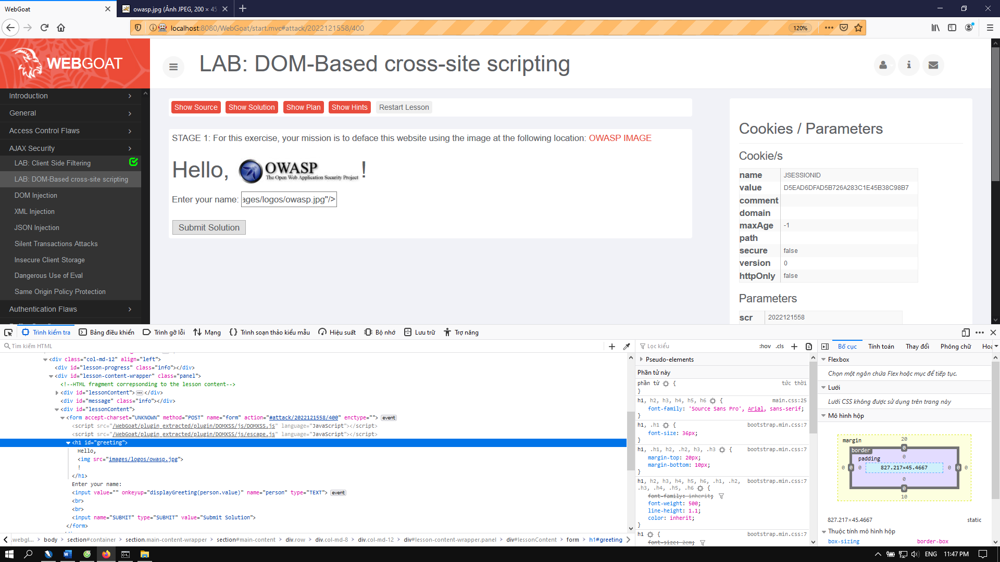 WebGoat
owasp.jpg (Ảnh JPEG, 200 × 45
localhost:8080/WebGoat/start.mvc#attack/2022121558/400
120%
WEBGOAT
LAB: DOM-Based cross-site scripting
Introduction
General
Access Control Flaws
AJAX Security
LAB: Client Side Filtering
LAB: DOM-Based cross-site scripting
DOM Injection
XML Injection
JSON Injection
Silent Transactions Attacks
Insecure Client Storage
Dangerous Use of Eval
Same Origin Policy Protection
Authentication Flaws
Show Source
Show Solution
Show Plan
Show Hints
Restart Lesson
STAGE 1: For this exercise, your mission is to deface this website using the image at the following location: OWASP IMAGE
Hello, OWASP The Open Web Application Security Project !
Enter your name: ages/logos/owasp.jpg"/>
Submit Solution
Cookies / Parameters
Cookie/s
name JSESSIONID
value D5EAD6DFAD5B726A283C1E45B38C98B7
comment
domain
maxAge -1
path
secure false
version 0
httpOnly false
Parameters
scr 2022121558
Trình kiểm tra
Bảng điều khiển
Trình gỡ lỗi
Mạng
Trình soạn thảo kiểu mẫu
Hiệu suất
Bộ nhớ
Lưu trữ
Trợ năng
Tìm kiếm HTML
<div class="col-md-12" align="left">
<div id="lesson-progress" class="info"></div>
<div id="lesson-content-wrapper" class="panel">
<!--HTML fragment correpsonding to the lesson content-->
<div id="lessonContent">…</div>
<div id="message" class="info"></div>
<div id="lessonContent">
<form accept-charset="UNKNOWN" method="POST" name="form" action="#attack/2022121558/400" enctype=""> event
<script src="/WebGoat/plugin_extracted/plugin/DOMXSS/js/DOMXSS.js" language="JavaScript"></script>
<script src="/WebGoat/plugin_extracted/plugin/DOMXSS/js/escape.js" language="JavaScript"></script>
<h1 id="greeting">
Hello,
<img src="images/logos/owasp.jpg">
!
</h1>
Enter your name:
<input value="" onkeyup="displayGreeting(person.value)" name="person" type="TEXT"> event
<br>
<br>
<input name="SUBMIT" type="SUBMIT" value="Submit Solution">
</form>
.webgl... > body > section#container > section.main-content-wrapper > section#main-content > div.row > div.col-md-8 > div.col-md-12 > div#lesson-content-wrapper.panel > div#lessonContent > form > h1#greeting
Lọc kiểu
:hov .cls
Pseudo-elements
Phần tử này
phần tử { tức thời
}
h1, h2, h3, h4, h5, h6 { main.css:25
font-family: 'Source Sans Pro', Arial, sans-serif;
}
h1, .h1 { bootstrap.min.css:7
font-size: 36px;
}
h1, .h1, h2, .h2, h3, .h3 { bootstrap.min.css:7
margin-top: 20px;
margin-bottom: 10px;
}
h1, h2, h3, h4, h5, h6, .h1, .h2, bootstrap.min.css:7
.h3, .h4, .h5, .h6 {
font-family: inherit;
font-weight: 500;
line-height: 1.1;
color: inherit;
}
h1 { bootstrap.min.css:7
font-size: 2em;
Bố cục
Tính toán
Thay đổi
Phông chữ
Hoạ
Flexbox
Chọn một ngăn chứa Flex hoặc mục để tiếp tục.
Lưới
Lưới CSS không được sử dụng trên trang này
Mô hình hộp
margin 20
border 0
padding 0
0 0 0 827.217×45.4667 0 0 0
0
0
10
827.217×45.4667 static
Thuộc tính mô hình hộp
box-sizing border-box
ENG
11:47 PM